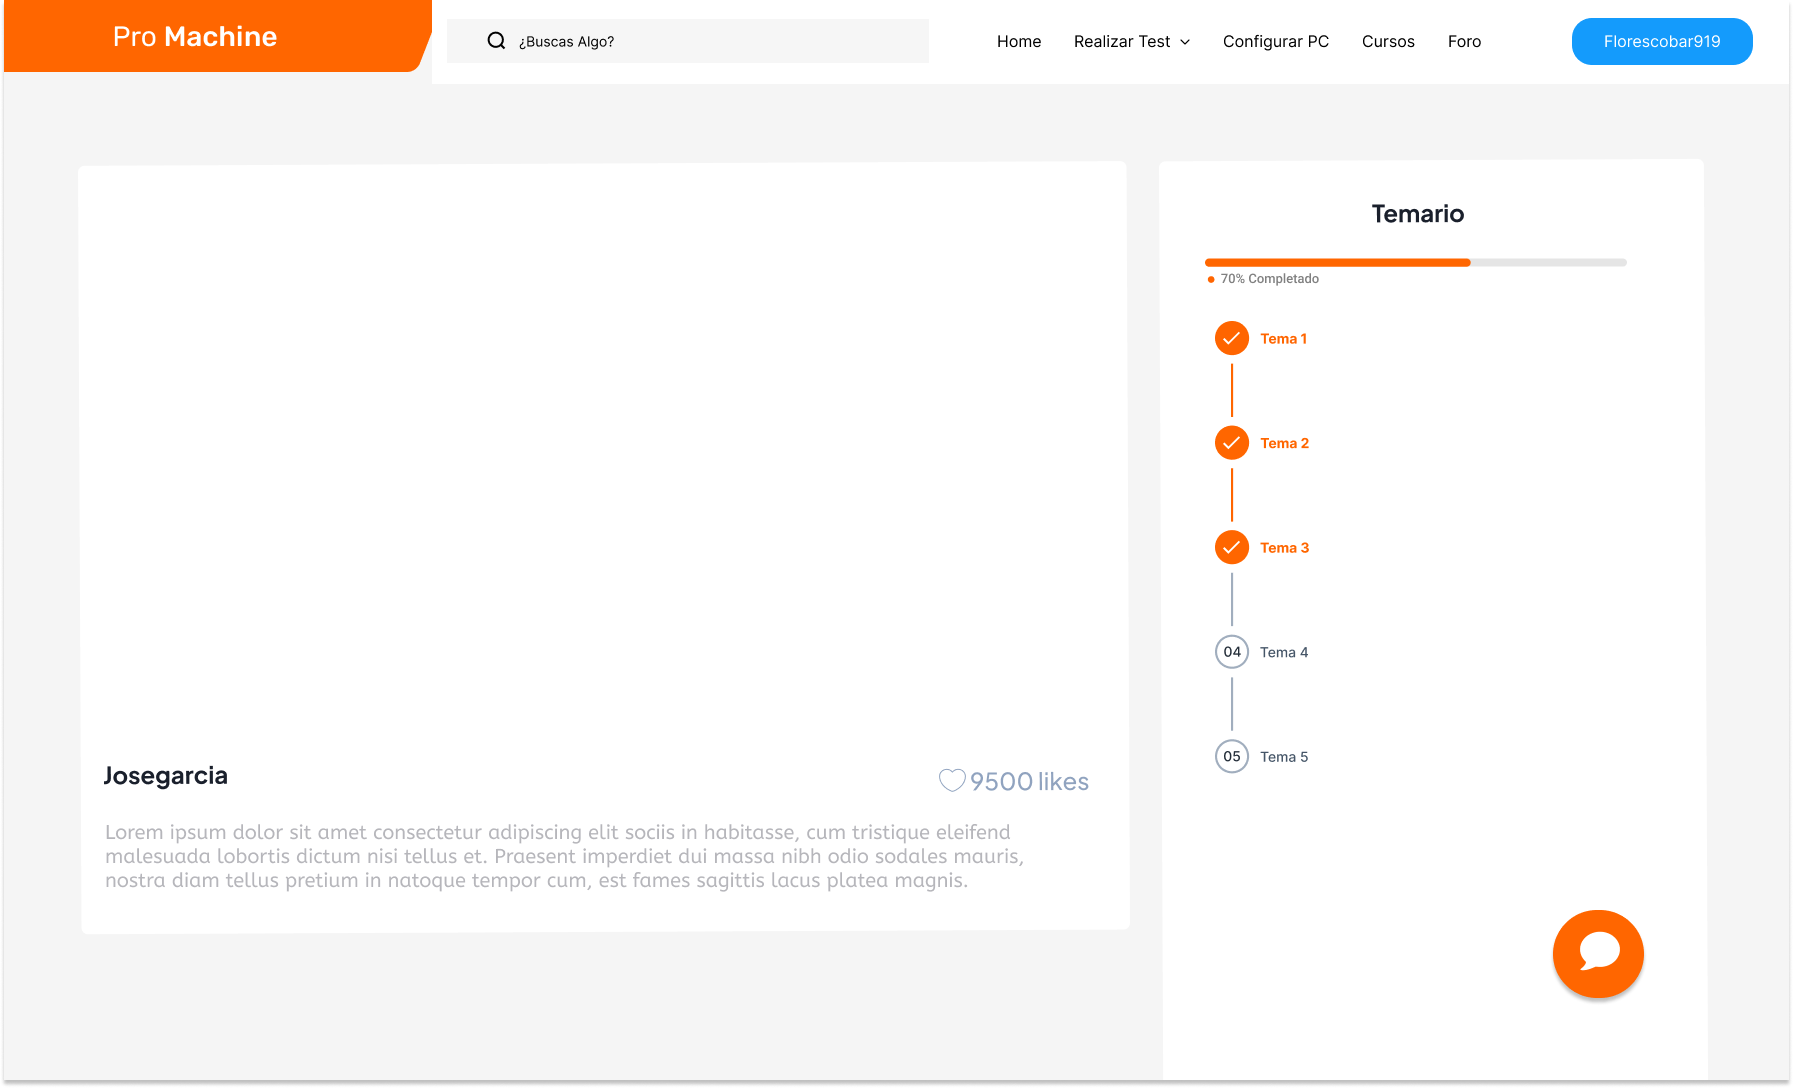 Pro Machine
¿Buscas Algo?
Home
Realizar Test
Configurar PC
Cursos
Foro
Florescobar919
Josegarcia
9500 likes
Lorem ipsum dolor sit amet consectetur adipiscing elit sociis in habitasse, cum tristique eleifend
malesuada lobortis dictum nisi tellus et. Praesent imperdiet dui massa nibh odio sodales mauris,
nostra diam tellus pretium in natoque tempor cum, est fames sagittis lacus platea magnis.
Temario
70% Completado
Tema 1
Tema 2
Tema 3
04 Tema 4
05 Tema 5